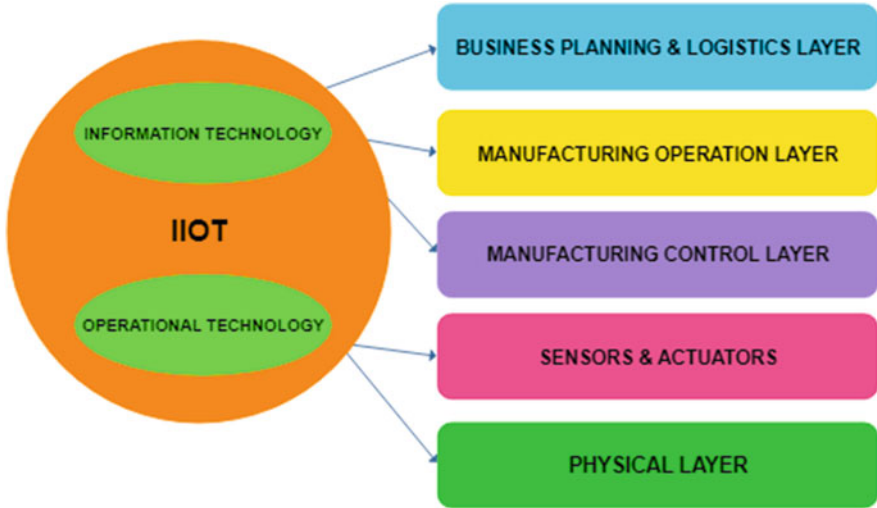 INFORMATION TECHNOLOGY
IIOT
OPERATIONAL TECHNOLOGY
BUSINESS PLANNING & LOGISTICS LAYER
MANUFACTURING OPERATION LAYER
MANUFACTURING CONTROL LAYER
SENSORS & ACTUATORS
PHYSICAL LAYER